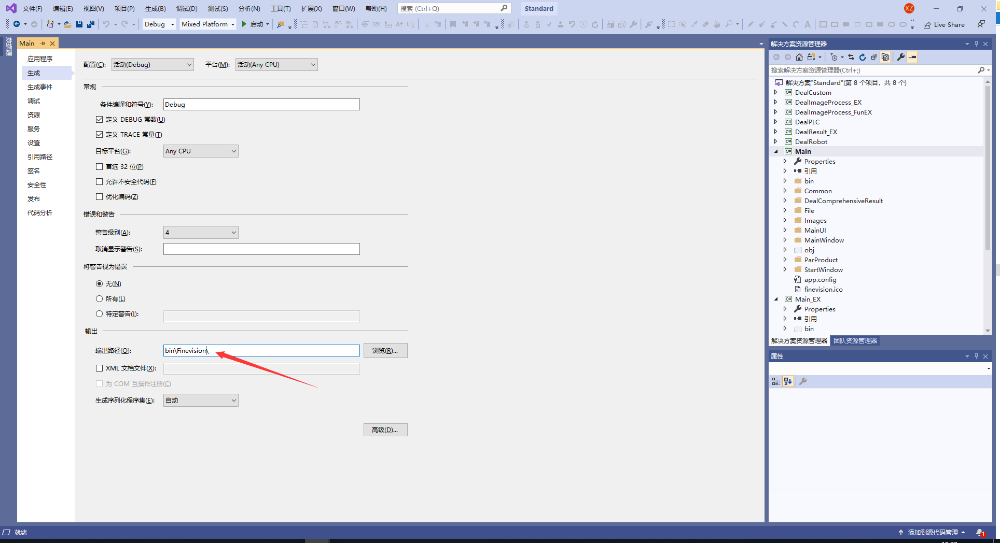 文件(F) 编辑(E) 视图(V) 项目(P) 生成(B) 调试(D) 测试(S) 分析(N) 工具(T) 扩展(X) 窗口(W) 帮助(H) 搜索 (Ctrl+Q) Standard XZ
Debug Mixed Platform 启动 Live Share
数据源
Main
应用程序
生成
生成事件
调试
资源
服务
设置
引用路径
签名
安全性
发布
代码分析
配置(C): 活动(Debug) 平台(M): 活动(Any CPU)
常规
条件编译和符号(Y): Debug
定义 DEBUG 常数(U)
定义 TRACE 常量(T)
目标平台(G): Any CPU
首选 32 位(P)
允许不安全代码(F)
优化编码(Z)
错误和警告
警告级别(A): 4
取消显示警告(S):
将警告视为错误
无(N)
所有(L)
特定警告(I):
输出
输出路径(O): bin\Finevision\ 浏览(R)...
XML 文档文件(X):
为 COM 互操作注册(C)
生成序列化程序集(E): 自动
高级(D)...
解决方案资源管理器
搜索解决方案资源管理器(Ctrl+;)
解决方案"Standard"(第 8 个项目，共 8 个)
DealCustom
DealImageProcess_EX
DealImageProcess_FunEX
DealPLC
DealResult_EX
DealRobot
Main
Properties
引用
bin
Common
DealComprehensiveResult
File
Images
MainUI
MainWindow
obj
ParProduct
StartWindow
app.config
finevision.ico
Main_EX
Properties
引用
bin
解决方案资源管理器 团队资源管理器
属性
就绪 添加到源代码管理 1